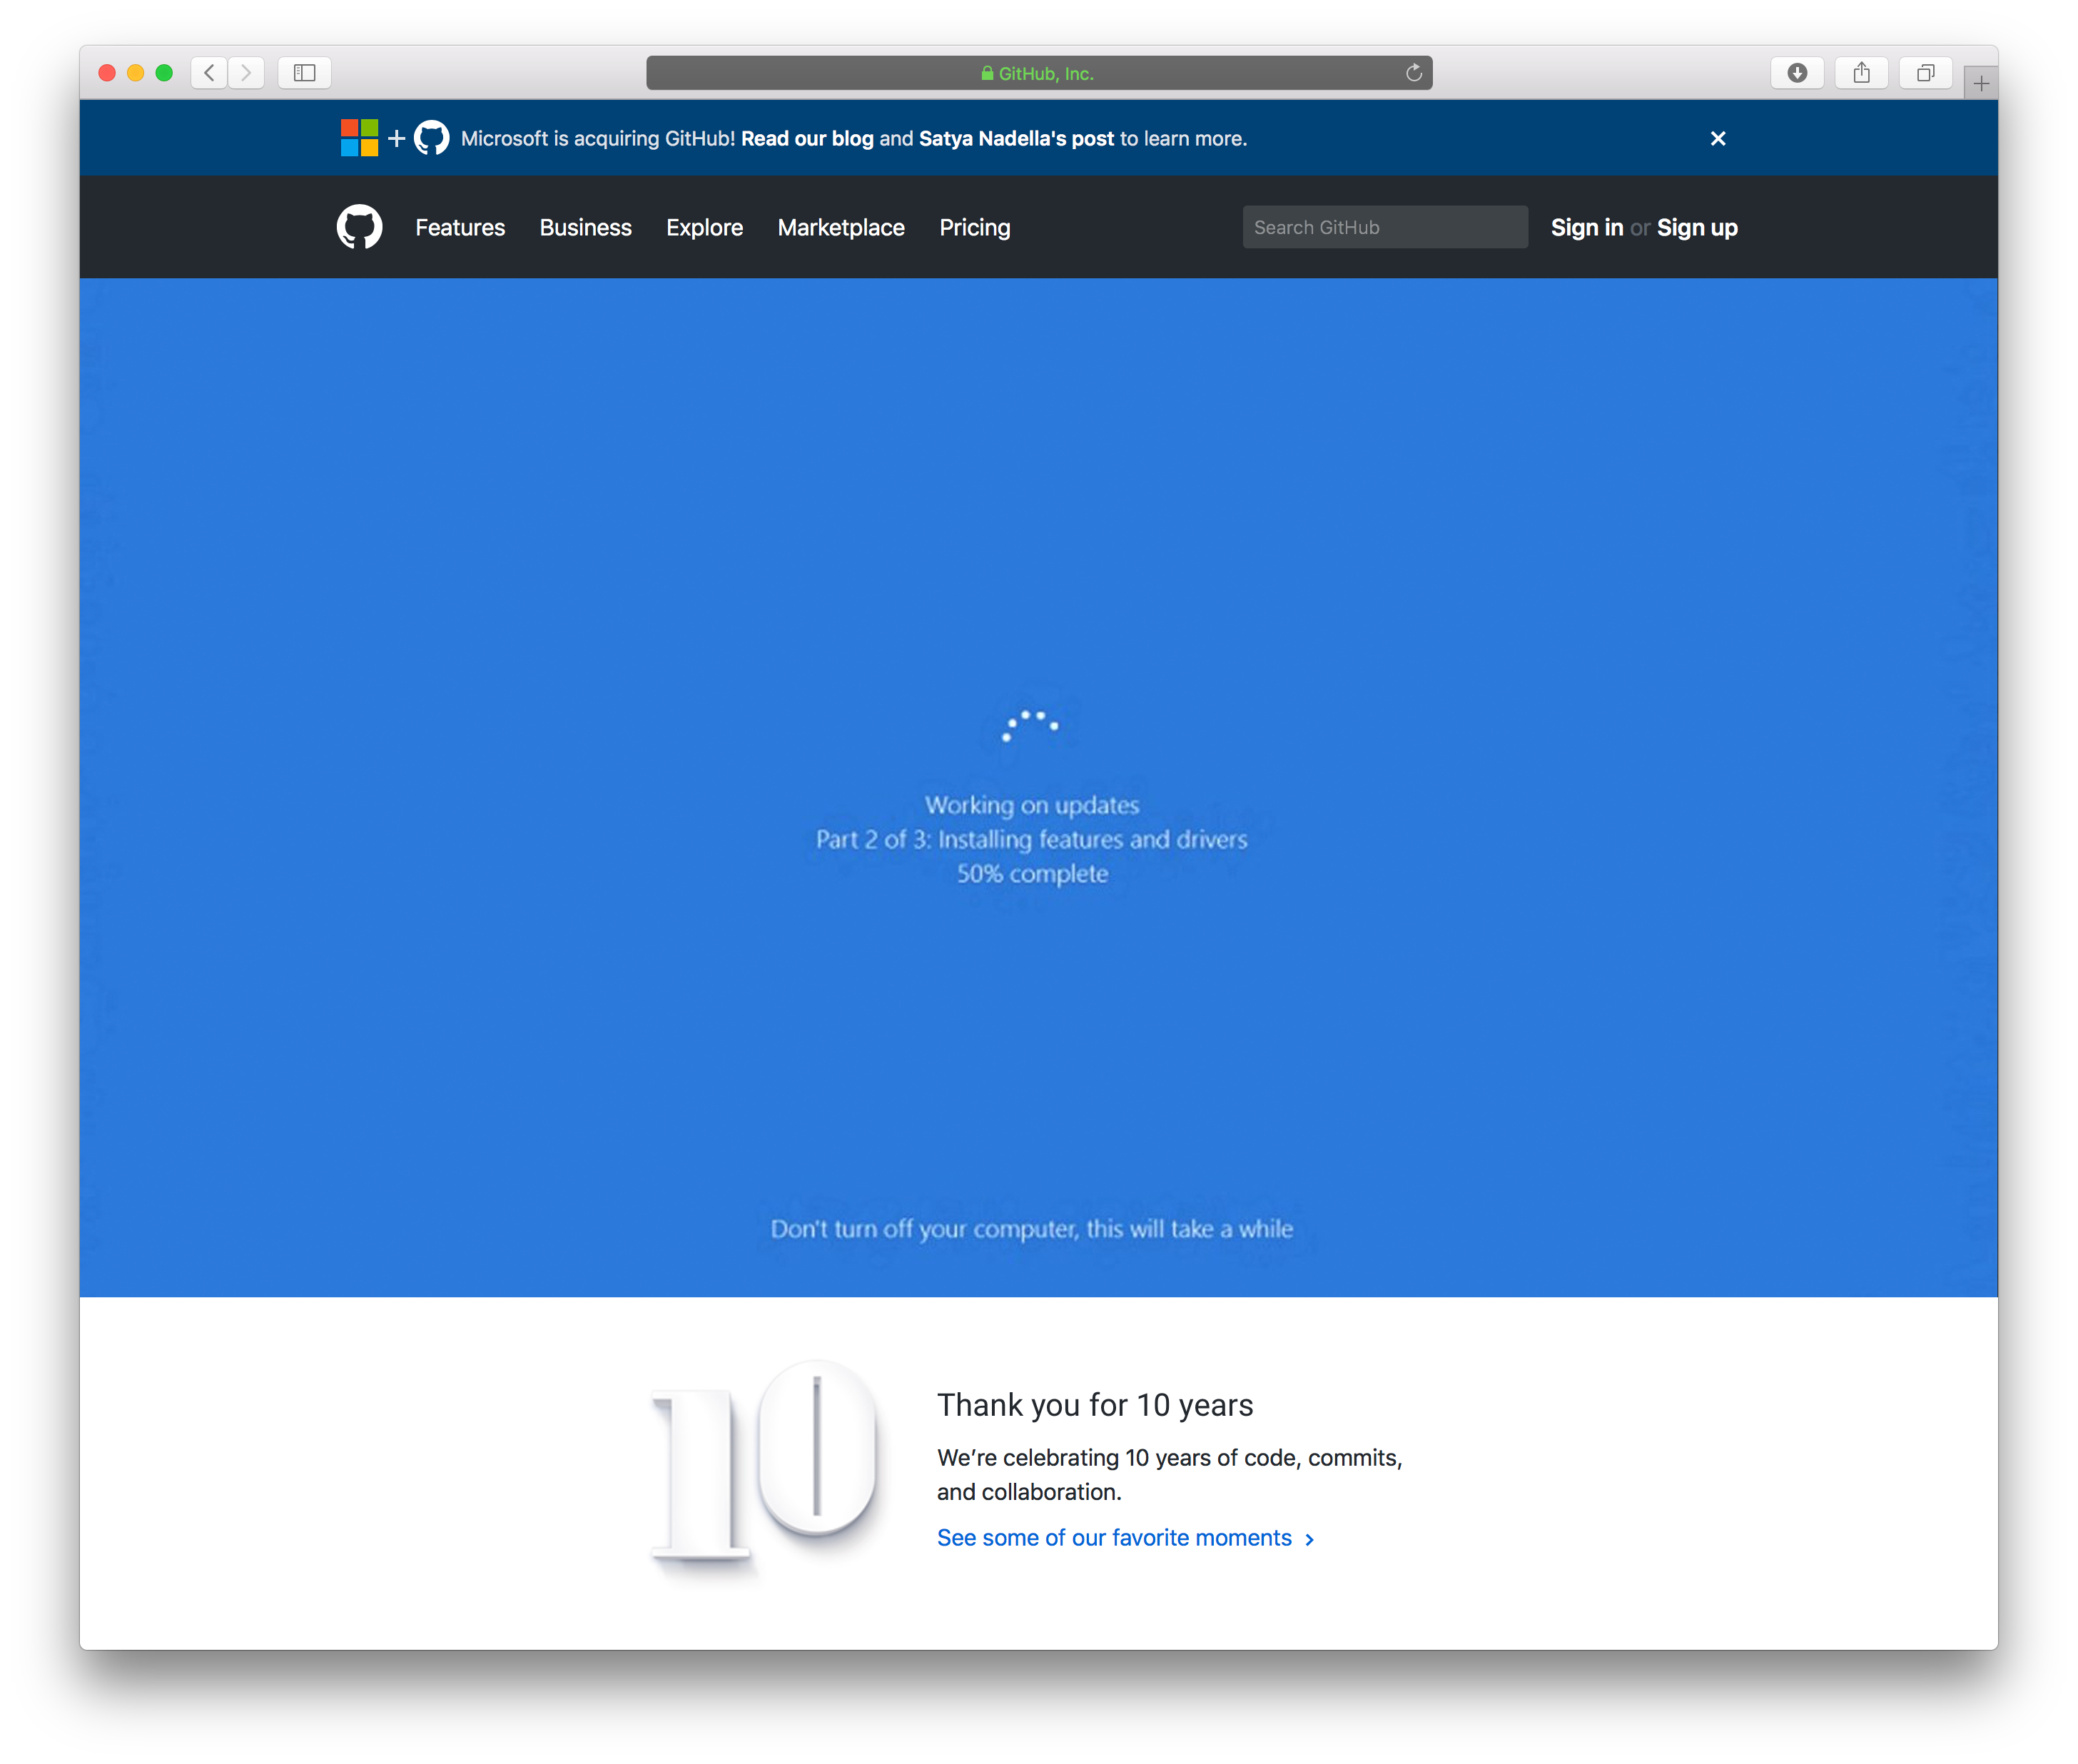 GitHub, Inc.
+ Microsoft is acquiring GitHub! Read our blog and Satya Nadella's post to learn more.
Features Business Explore Marketplace Pricing Search GitHub Sign in or Sign up
Working on updates
Part 2 of 3: Installing features and drivers
50% complete
Don't turn off your computer, this will take a while
10
Thank you for 10 years
We’re celebrating 10 years of code, commits,
and collaboration.
See some of our favorite moments